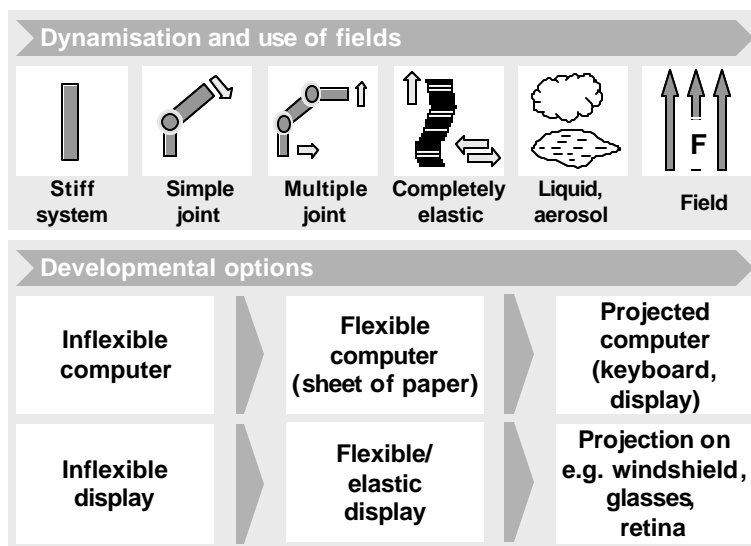 Dynamisation and use of fields
F
Stiff
system
Simple
joint
Multiple
joint
Completely
elastic
Liquid,
aerosol
Field
Developmental options
Inflexible
computer
Flexible
computer
(sheet of paper)
Projected
computer
(keyboard,
display)
Inflexible
display
Flexible/
elastic
display
Projection on
e.g. windshield,
glasses,
retina